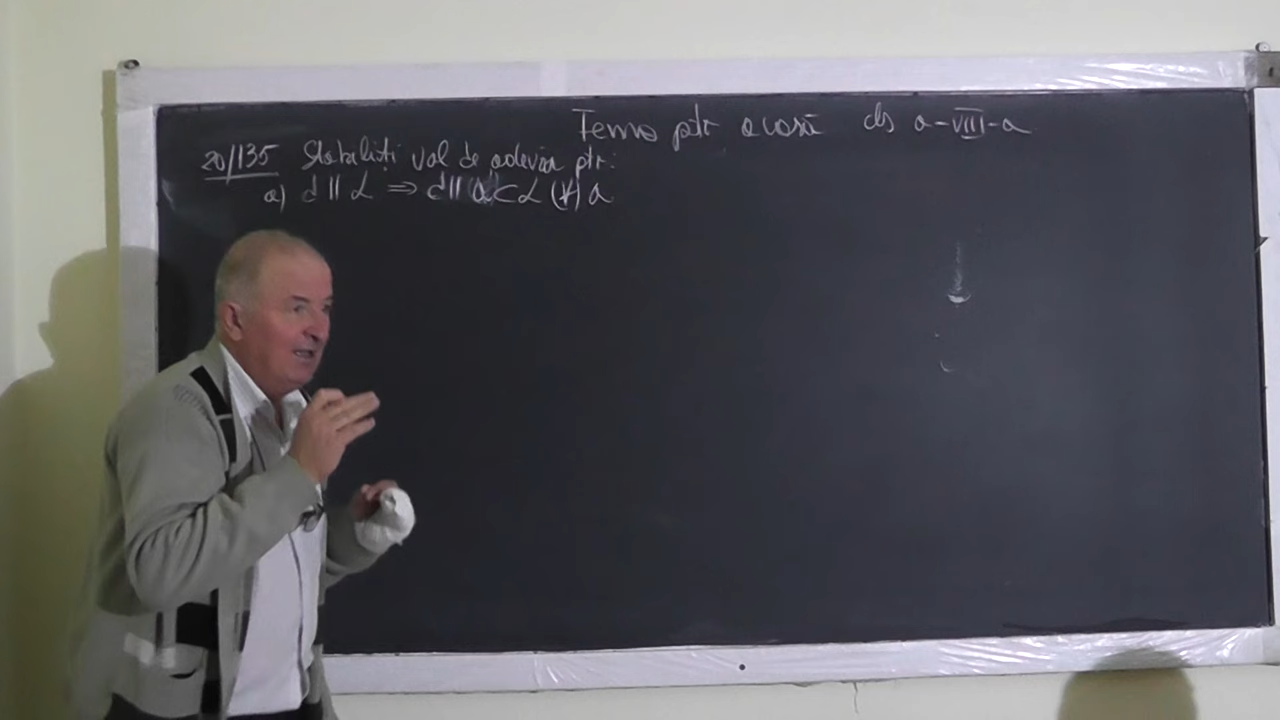 Tema ptr acasă cls a-VIII-a
20/135 Stabiliți val de adevăr ptr:
a) d || α ⇒ d || a ⊂ α (∀) a